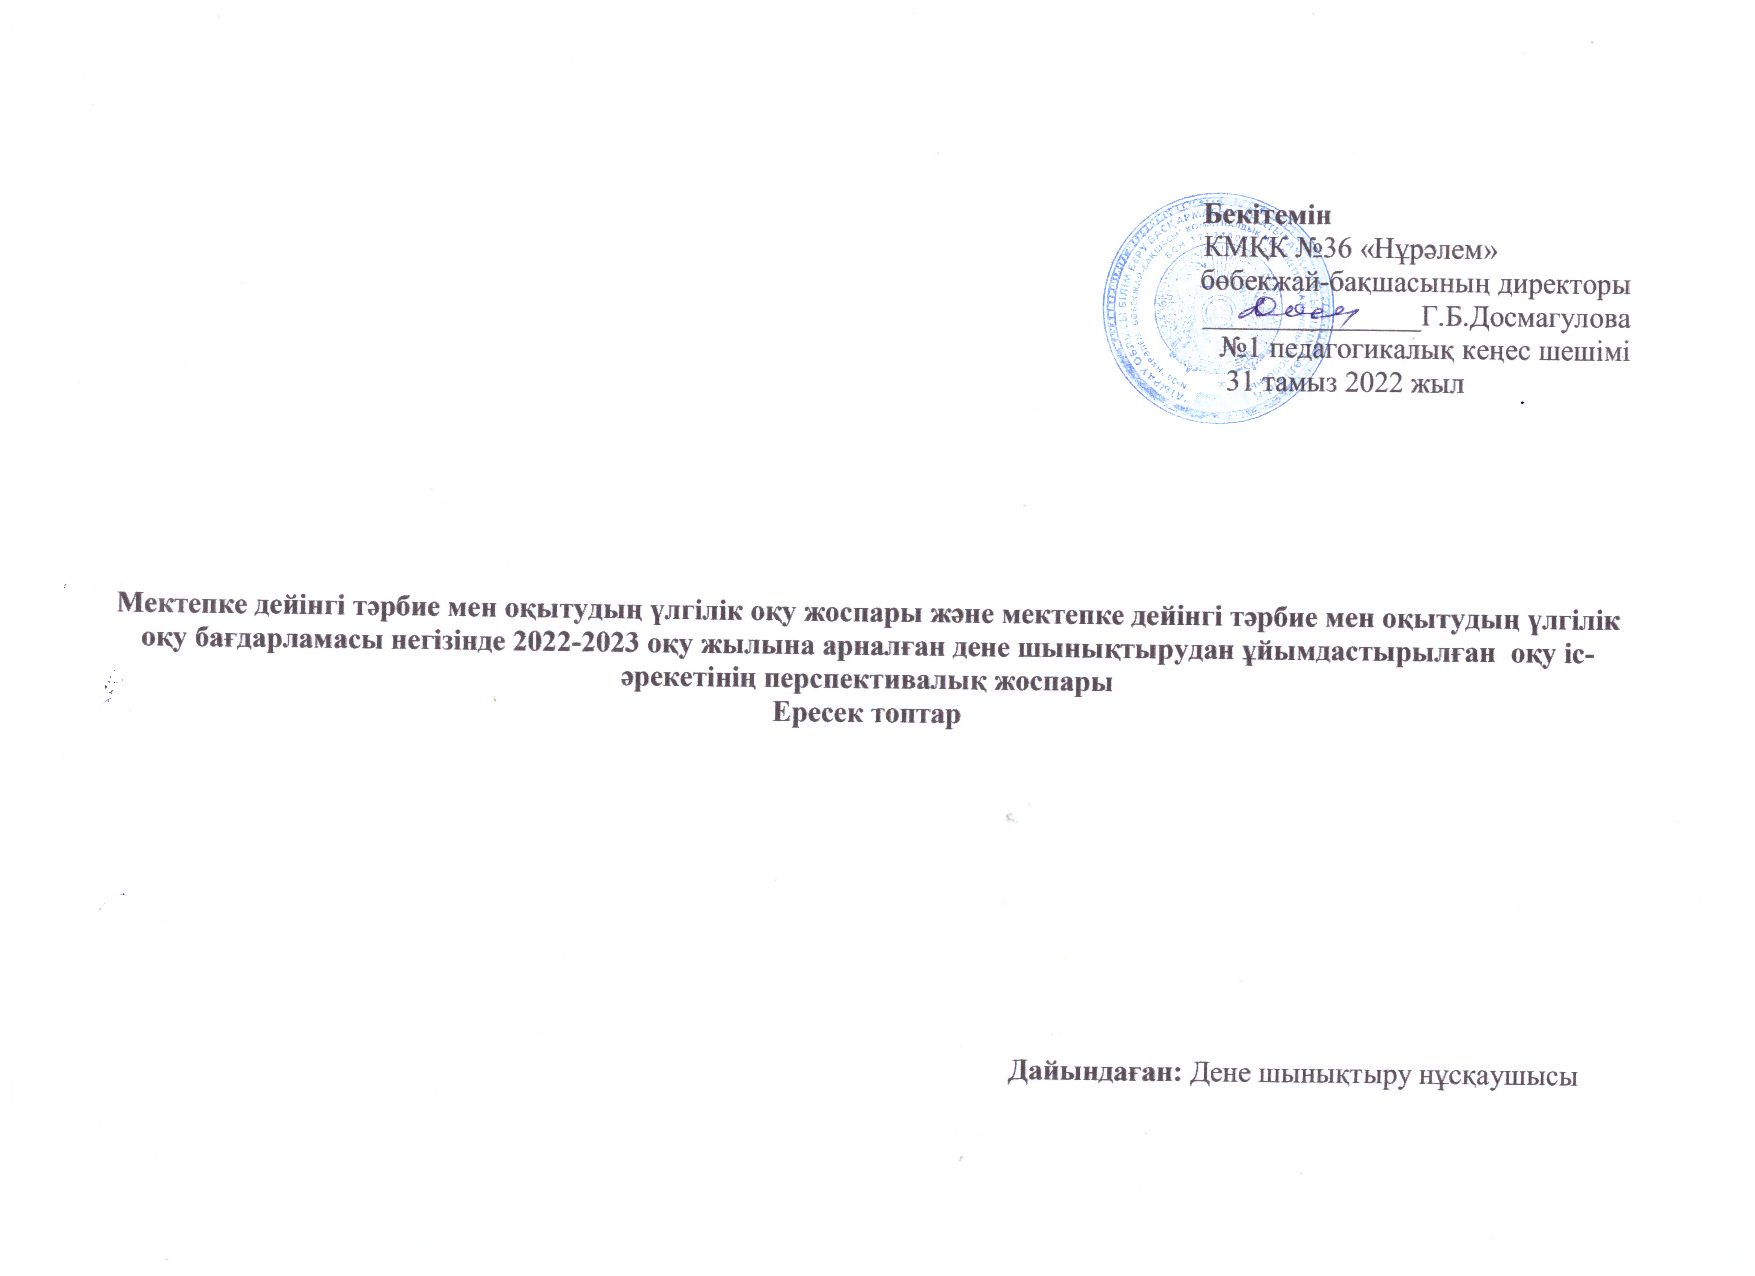 Бекітемін
КМҚК №36 «Нұрәлем»
бөбекжай-бақшасының директоры
_______________Г.Б.Досмагулова
№1 педагогикалық кеңес шешімі
31 тамыз 2022 жыл
Мектепке дейінгі тәрбие мен оқытудың үлгілік оқу жоспары және мектепке дейінгі тәрбие мен оқытудың үлгілік
оқу бағдарламасы негізінде 2022-2023 оқу жылына арналған дене шынықтырудан ұйымдастырылған оқу іс-
әрекетінің перспективалық жоспары
Ересек топтар
Дайындаған: Дене шынықтыру нұсқаушысы